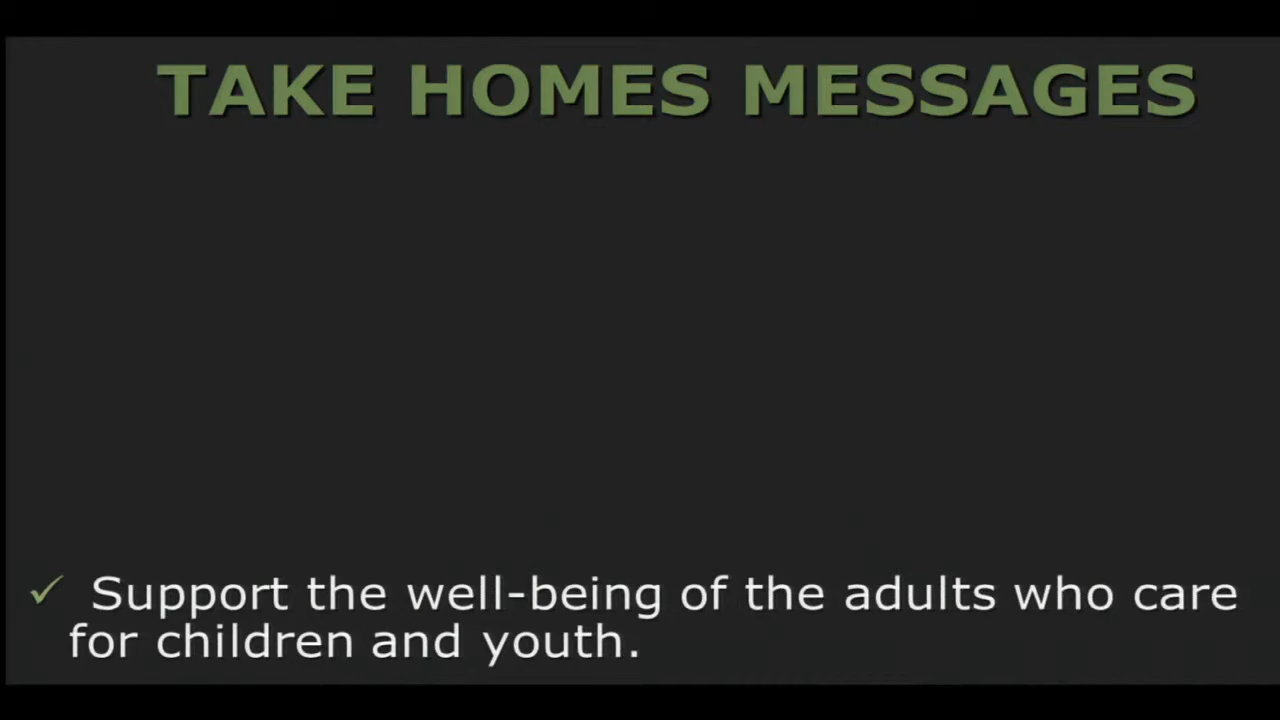 TAKE HOMES MESSAGES
✓ Support the well-being of the adults who care
for children and youth.